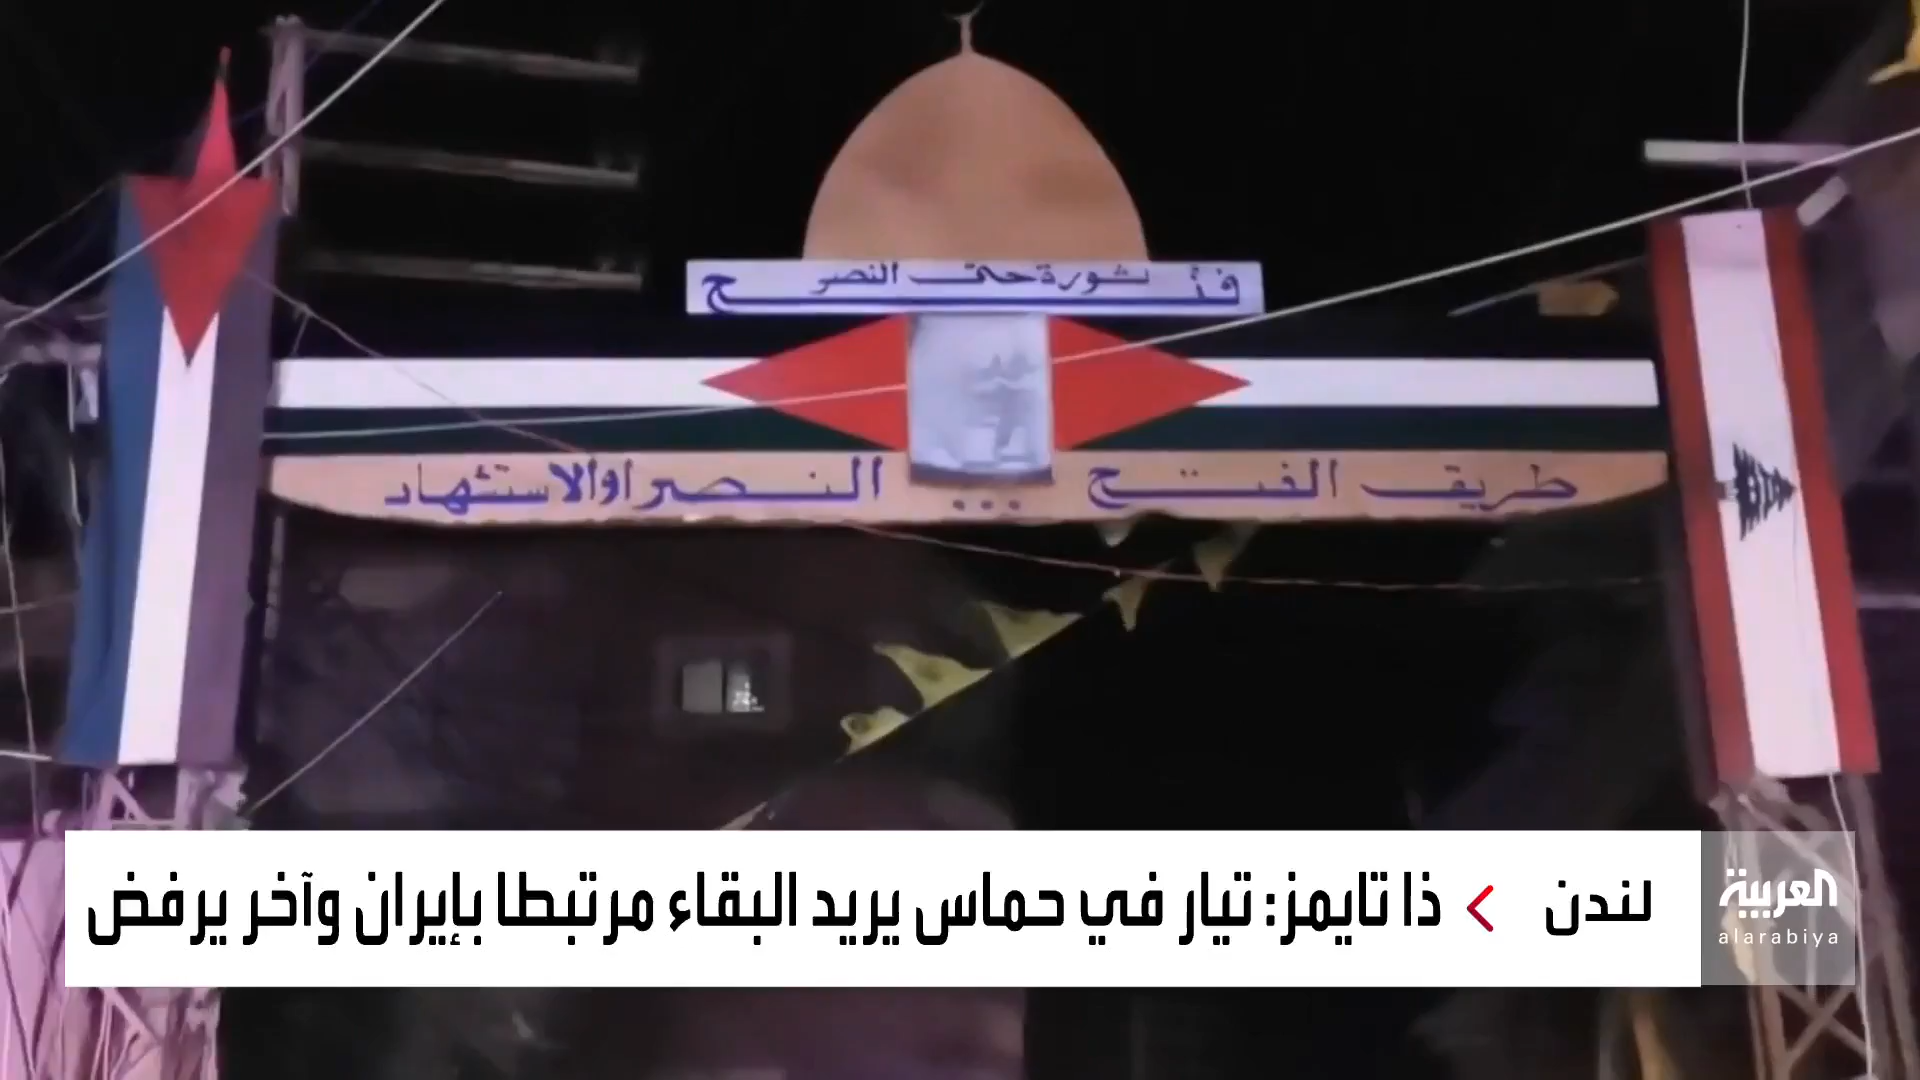 ثورة حتى النصر
فتح
طريق الفتح ... النصر او الاستشهاد
لندن
ذا تايمز: تيار في حماس يريد البقاء مرتبطا بإيران وآخر يرفض
العربية
alarabiya